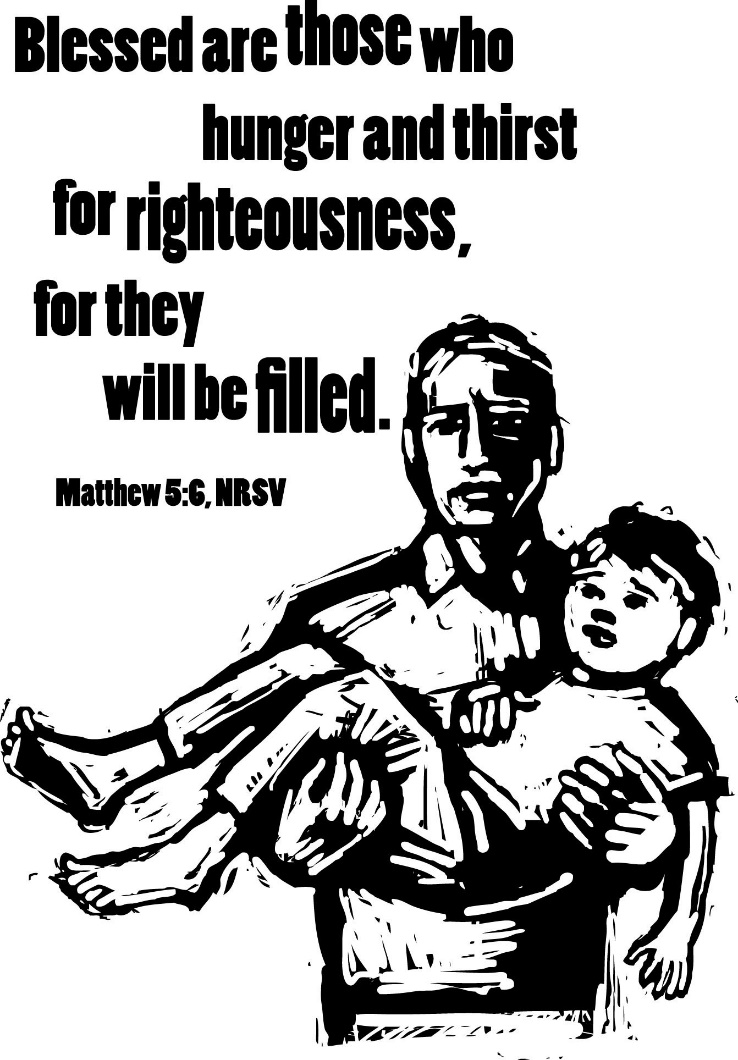 Blessed are those who
hunger and thirst
for righteousness,
for they
will be filled.
Matthew 5:6, NRSV